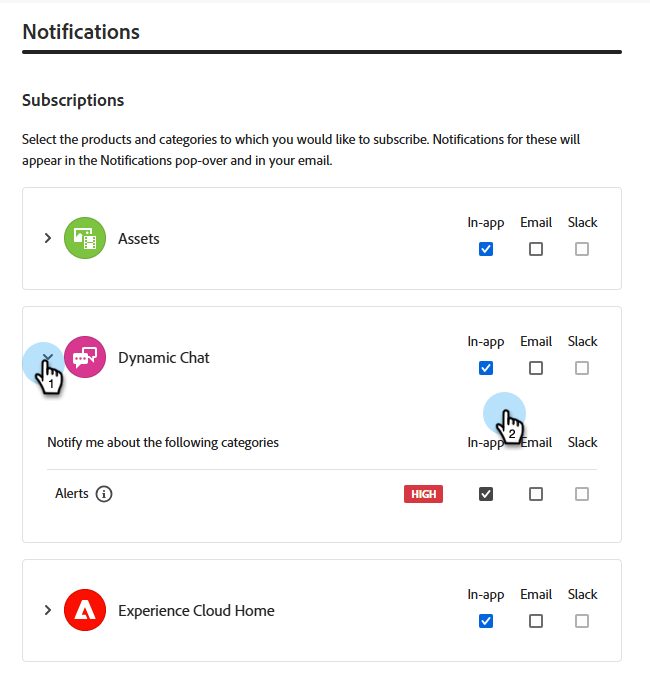 Notifications
Subscriptions
Select the products and categories to which you would like to subscribe. Notifications for these will
appear in the Notifications pop-over and in your email.
In-app Email Slack
Assets
In-app Email Slack
Dynamic Chat
1
2
Notify me about the following categories In-app Email Slack
Alerts HIGH
In-app Email Slack
Experience Cloud Home